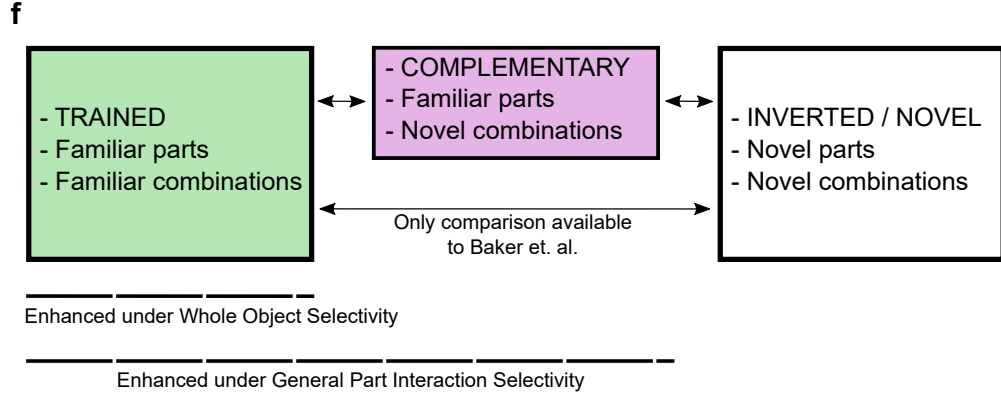 f
- TRAINED
- Familiar parts
- Familiar combinations
- COMPLEMENTARY
- Familiar parts
- Novel combinations
- INVERTED / NOVEL
- Novel parts
- Novel combinations
Only comparison available
to Baker et. al.
Enhanced under Whole Object Selectivity
Enhanced under General Part Interaction Selectivity